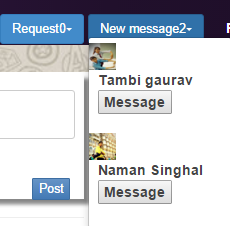 Request0 New message2
Tambi gaurav
Message
Naman Singhal
Message
Post